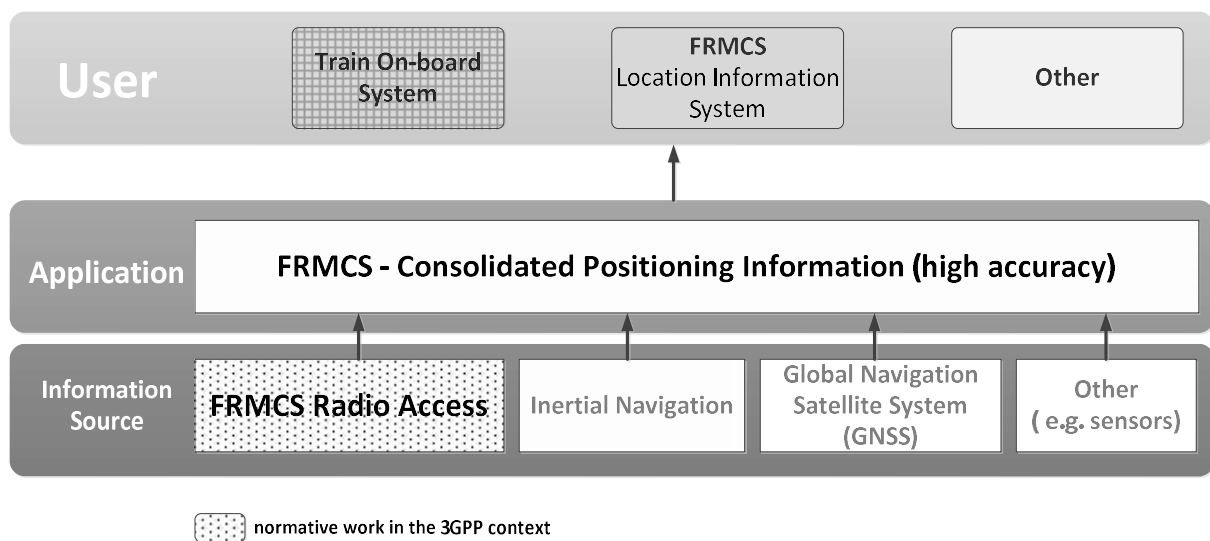 User
Train On-board
System
FRMCS
Location Information
System
Other
Application
FRMCS - Consolidated Positioning Information (high accuracy)
Information
Source
FRMCS Radio Access
Inertial Navigation
Global Navigation
Satellite System
(GNSS)
Other
( e.g. sensors)
normative work in the 3GPP context